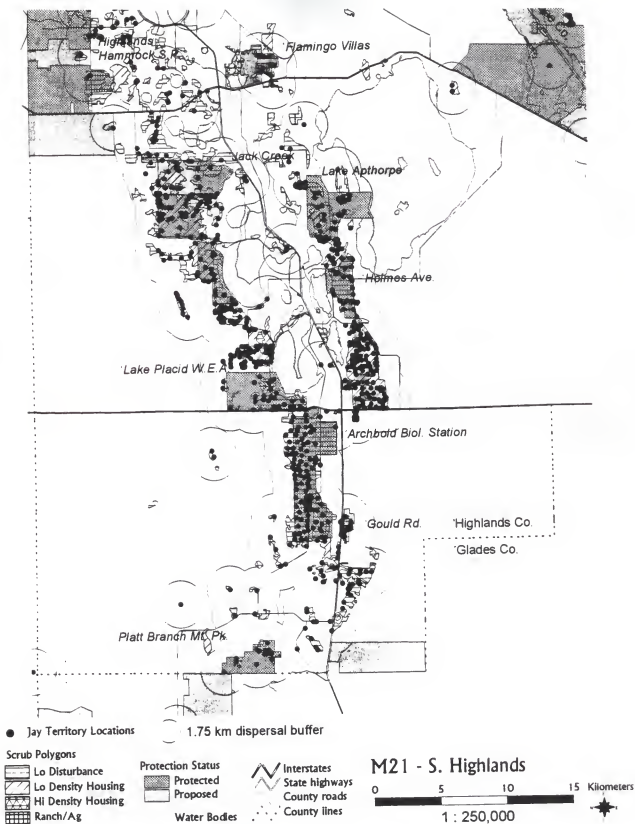 Highlands
Hammock S.P.
Flamingo Villas
Jack Creek
Lake Apthorpe
Holmes Ave.
Lake Placid W.E.A
Archbold Biol. Station
Gould Rd.
Highlands Co.
Glades Co.
Platt Branch Mt. Pk.
Jay Territory Locations
1.75 km dispersal buffer
Scrub Polygons
Lo Disturbance
Lo Density Housing
Hi Density Housing
Ranch/Ag
Protection Status
Protected
Proposed
Water Bodies
Interstates
State highways
County roads
County lines
M21 - S. Highlands
0 5 10 15 Kilometers
1 : 250,000